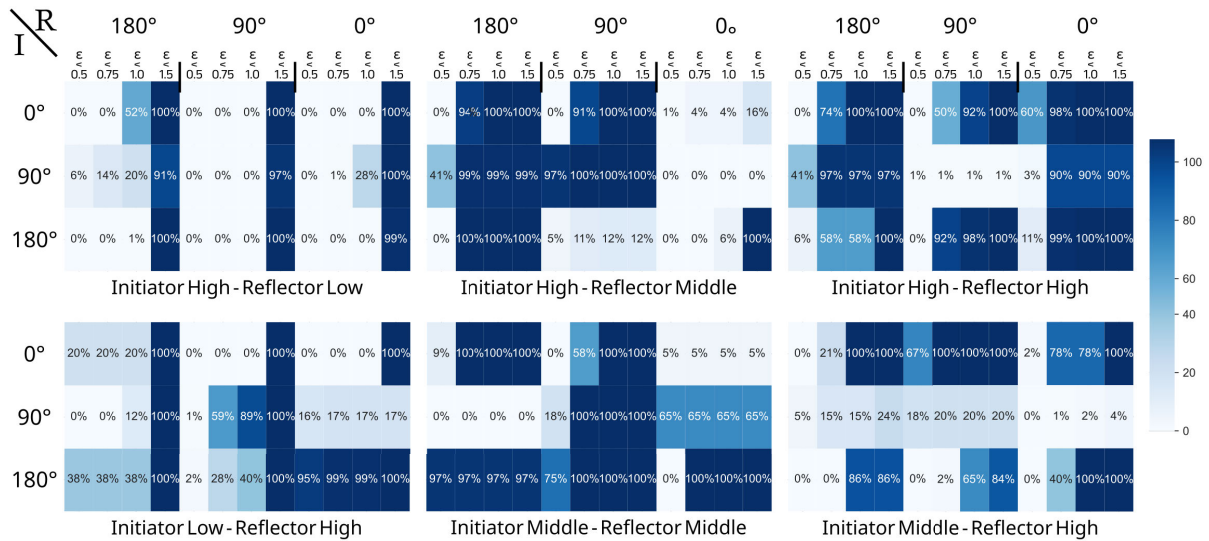 R
I
180° 90° 0° 180° 90° 0ₒ 180° 90° 0°
ε ε ε ε ε ε ε ε ε ε ε ε ε ε ε ε ε ε ε ε ε ε ε ε ε ε ε ε ε ε ε ε ε ε ε ε
< < < < < < < < < < < < < < < < < < < < < < < < < < < < < < < < < < < <
0.5 0.75 1.0 1.5 0.5 0.75 1.0 1.5 0.5 0.75 1.0 1.5 0.5 0.75 1.0 1.5 0.5 0.75 1.0 1.5 0.5 0.75 1.0 1.5 0.5 0.75 1.0 1.5 0.5 0.75 1.0 1.5 0.5 0.75 1.0 1.5
0° 0% 0% 52% 100% 0% 0% 0% 100% 0% 0% 0% 100% 0% 94% 100% 100% 0% 91% 100% 100% 1% 4% 4% 16% 0% 74% 100% 100% 0% 50% 92% 100% 60% 98% 100% 100%
90° 6% 14% 20% 91% 0% 0% 0% 97% 0% 1% 28% 100% 41% 99% 99% 99% 97% 100% 100% 100% 0% 0% 0% 0% 41% 97% 97% 97% 1% 1% 1% 1% 3% 90% 90% 90%
180° 0% 0% 1% 100% 0% 0% 0% 100% 0% 0% 0% 99% 0% 100% 100% 100% 5% 11% 12% 12% 0% 0% 6% 100% 6% 58% 58% 100% 0% 92% 98% 100% 11% 99% 100% 100%
Initiator High - Reflector Low Initiator High - Reflector Middle Initiator High - Reflector High
0° 20% 20% 20% 100% 0% 0% 0% 100% 0% 0% 0% 100% 9% 100% 100% 100% 0% 58% 100% 100% 5% 5% 5% 5% 0% 21% 100% 100% 67% 100% 100% 100% 2% 78% 78% 100%
90° 0% 0% 12% 100% 1% 59% 89% 100% 16% 17% 17% 17% 0% 0% 0% 0% 18% 100% 100% 100% 65% 65% 65% 65% 5% 15% 15% 24% 18% 20% 20% 20% 0% 1% 2% 4%
180° 38% 38% 38% 100% 2% 28% 40% 100% 95% 99% 99% 100% 97% 97% 97% 97% 75% 100% 100% 100% 0% 100% 100% 100% 0% 0% 86% 86% 0% 2% 65% 84% 0% 40% 100% 100%
Initiator Low - Reflector High Initiator Middle - Reflector Middle Initiator Middle - Reflector High
100
80
60
40
20
0